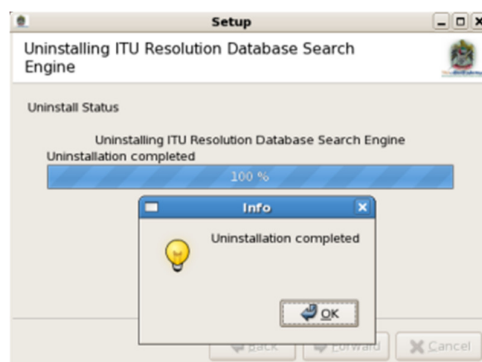 Setup
Uninstalling ITU Resolution Database Search
Engine
Uninstall Status
Uninstalling ITU Resolution Database Search Engine
Uninstallation completed
100 %
Info
Uninstallation completed
OK
Back
Forward
Cancel